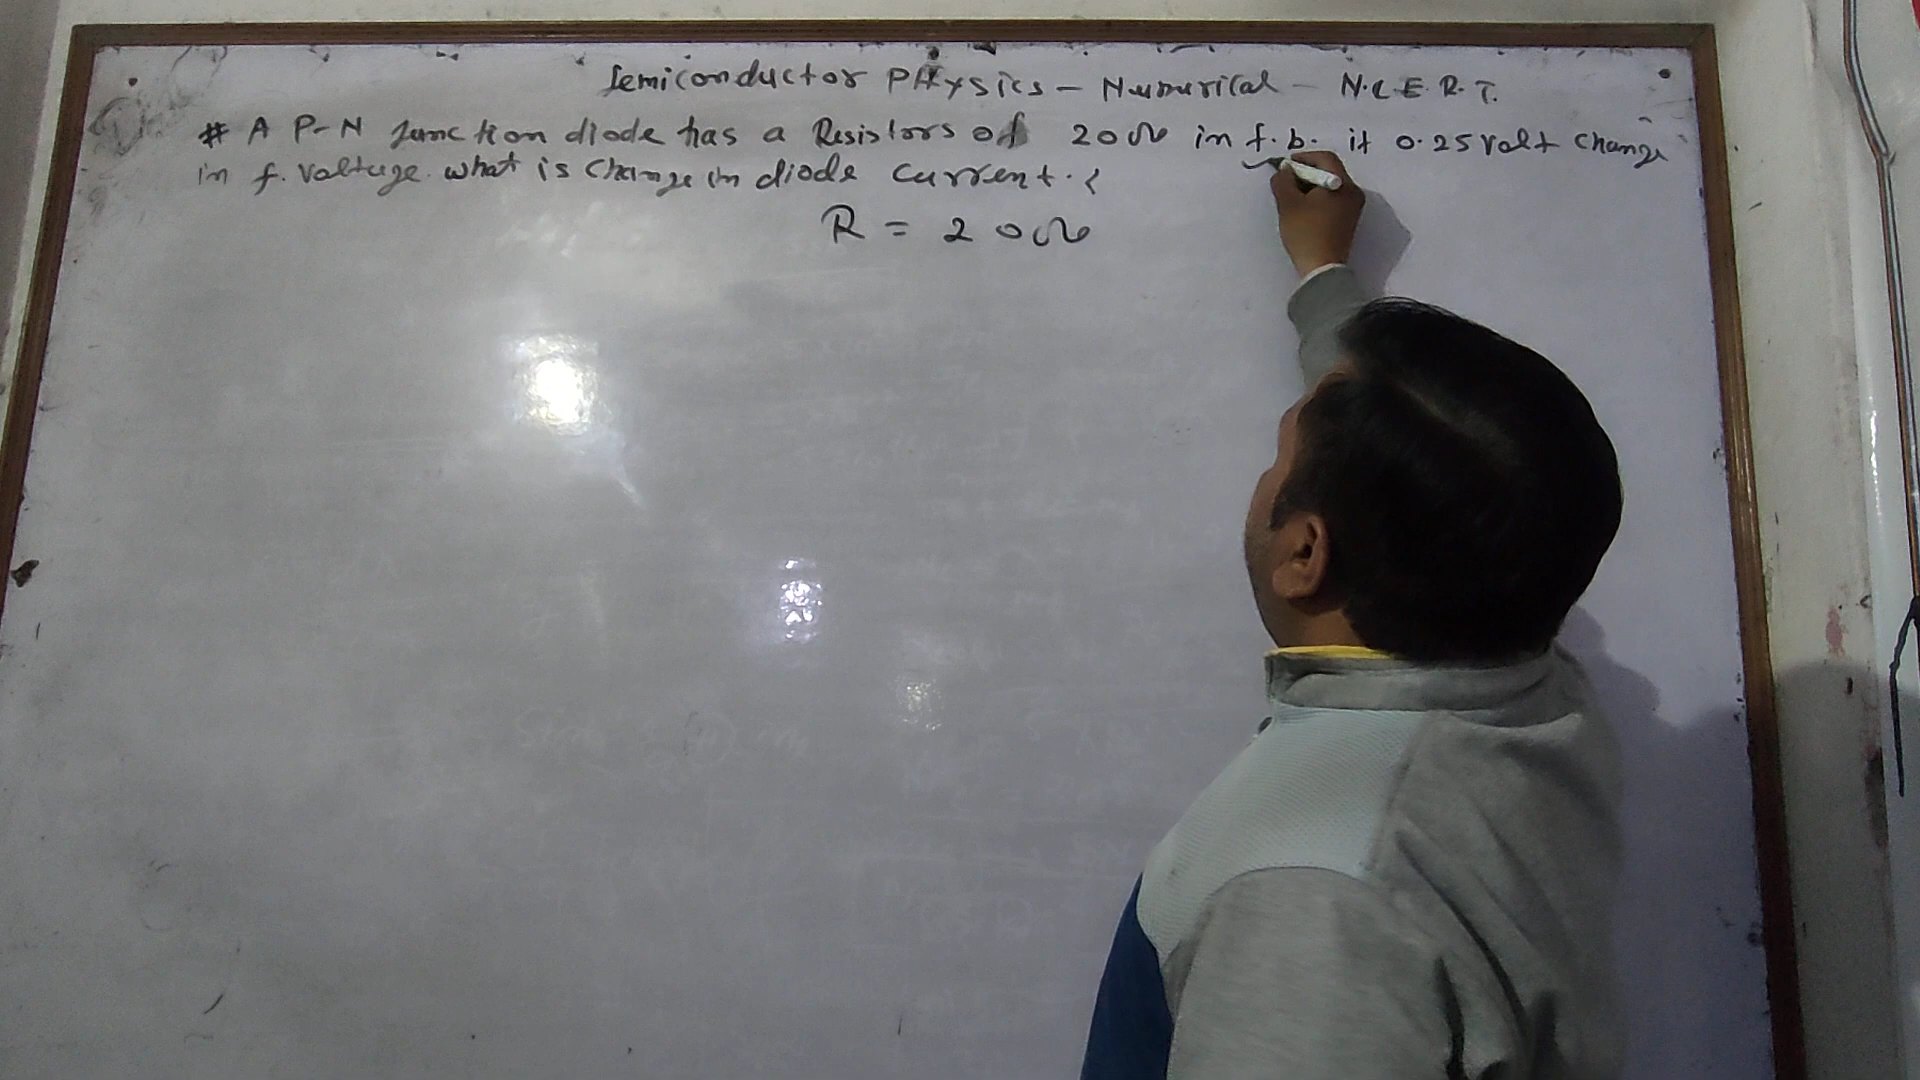 Semiconductor PHysics - Numurical - N.C.E.R.T.
# A P-N Junction diode has a Resistors of 20Ω in f.b. if 0.25 volt change
in f. voltage. what is change in diode current. ?
R = 20Ω